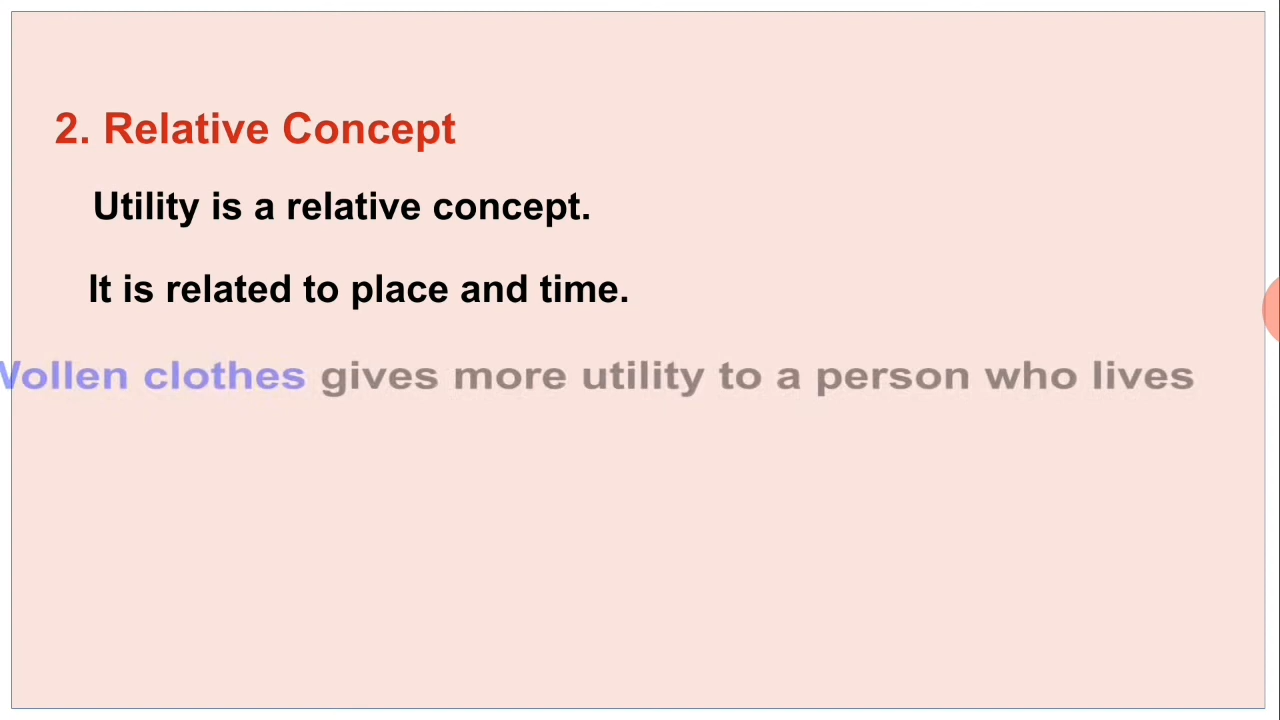 2. Relative Concept
Utility is a relative concept.
It is related to place and time.
Wollen clothes gives more utility to a person who lives